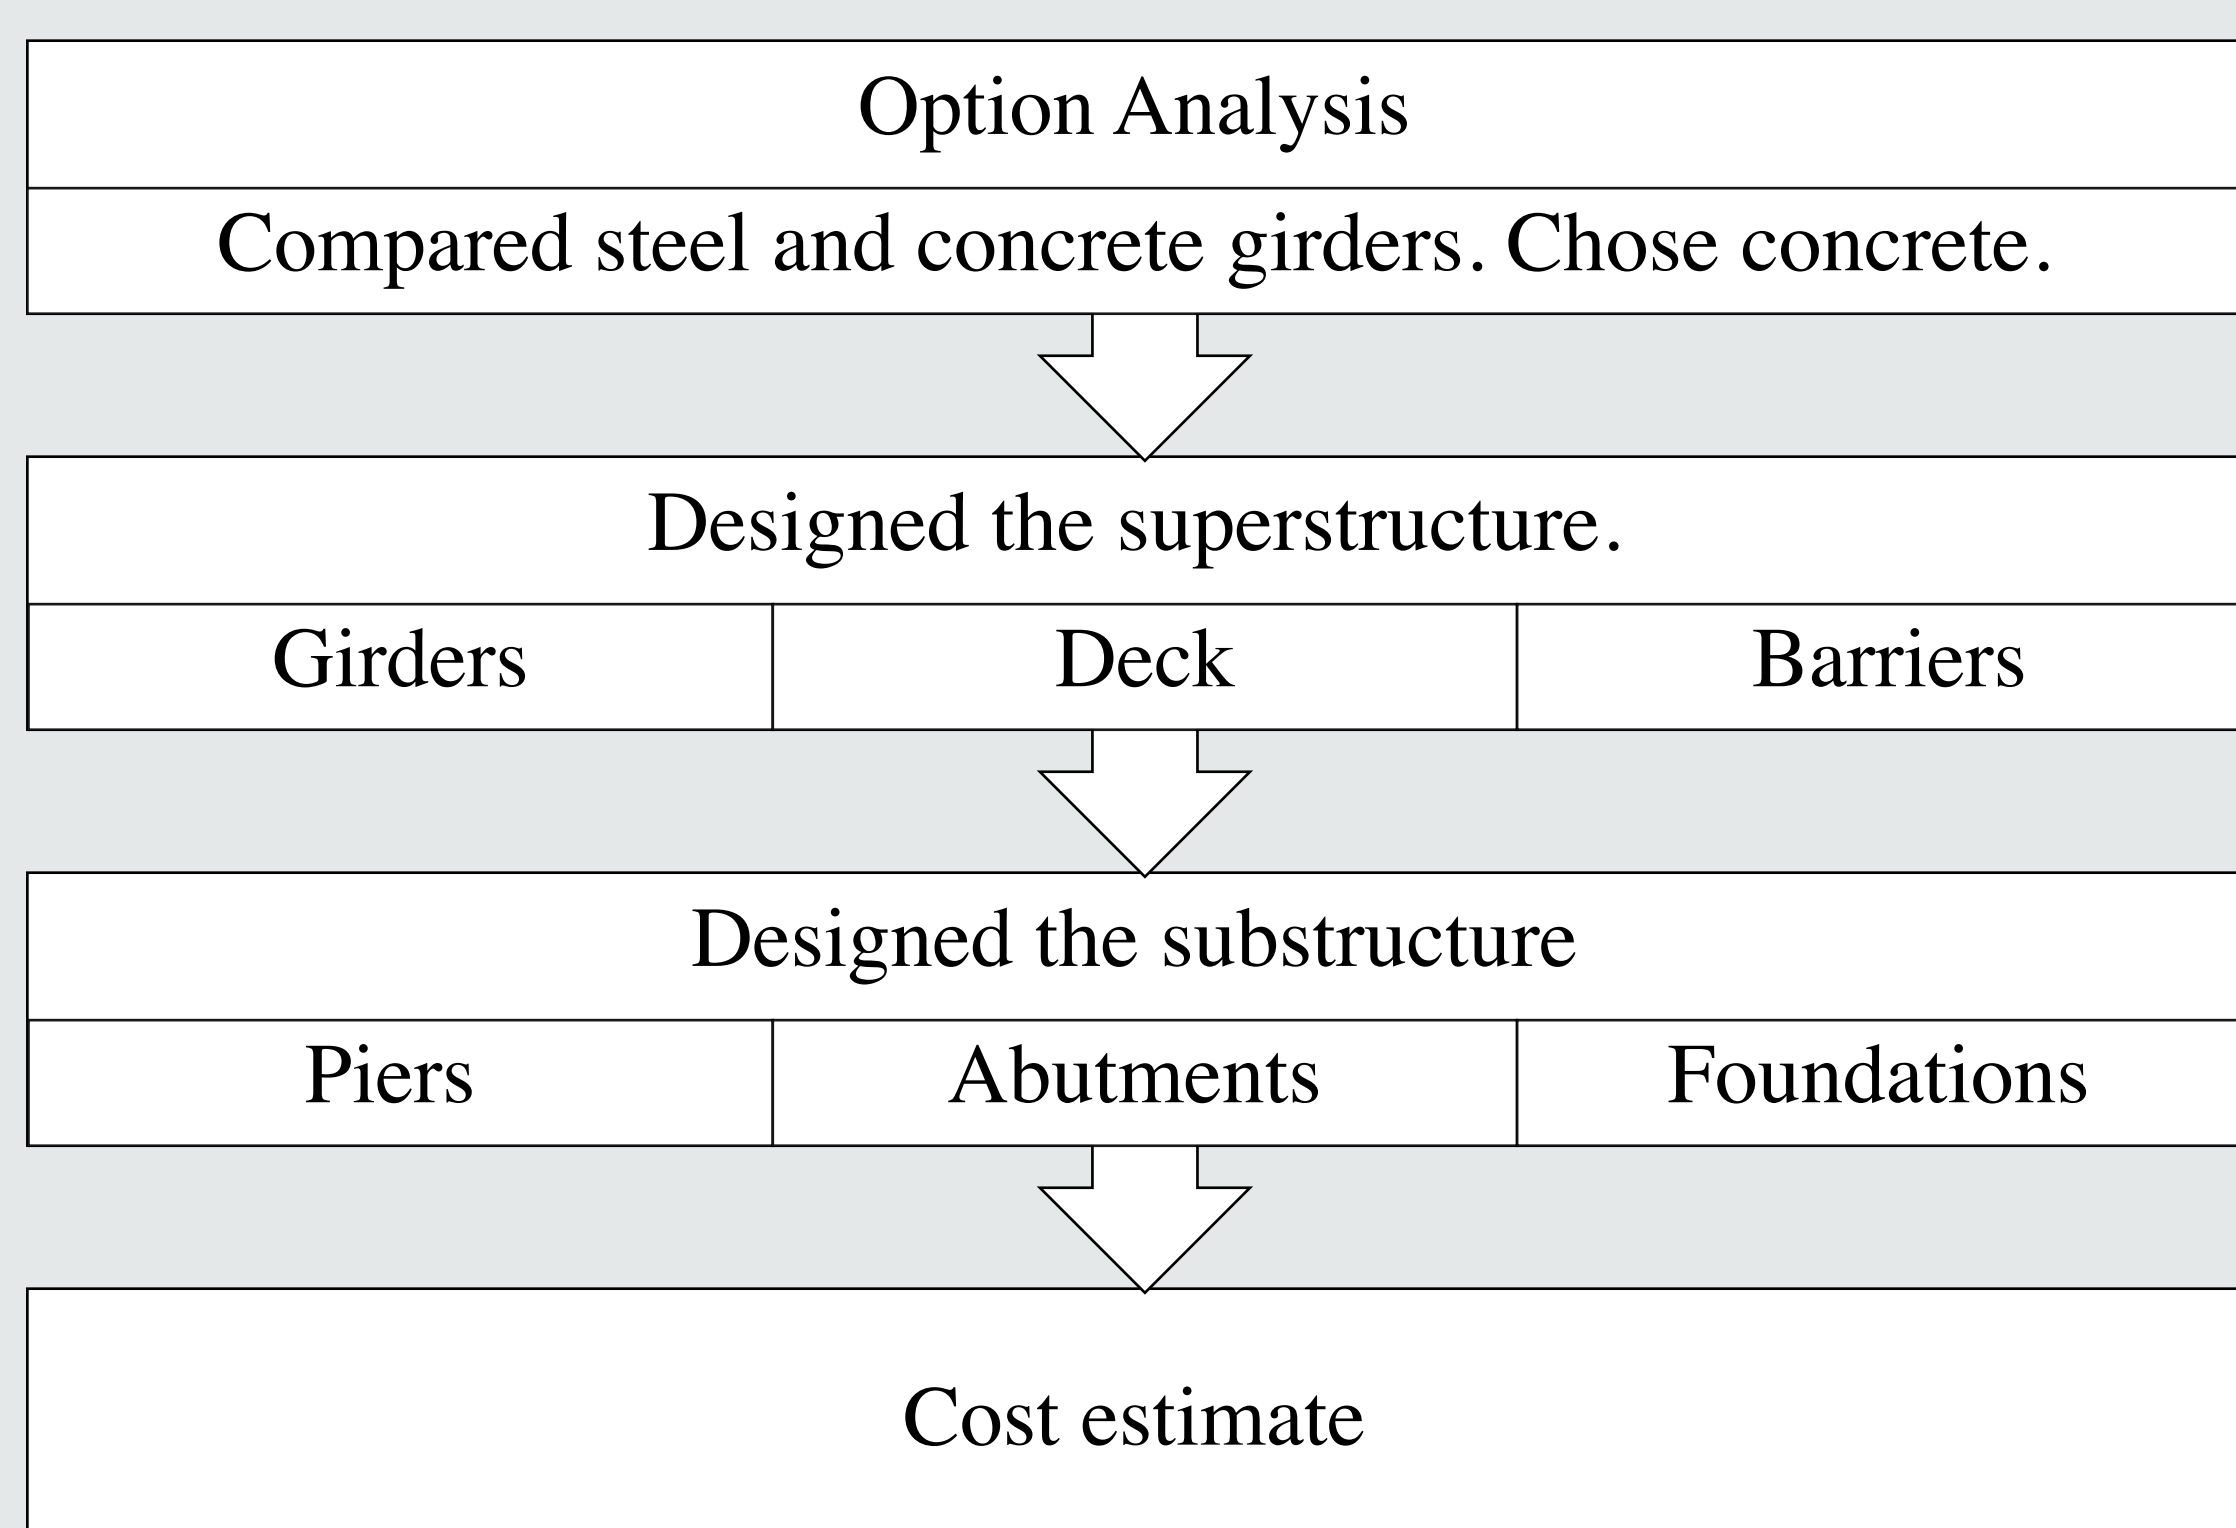 Option Analysis
Compared steel and concrete girders. Chose concrete.
Designed the superstructure.
Girders
Deck
Barriers
Designed the substructure
Piers
Abutments
Foundations
Cost estimate